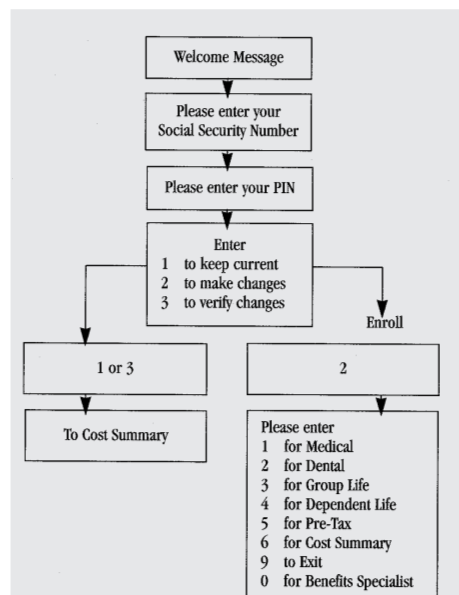 Welcome Message
Please enter your
Social Security Number
Please enter your PIN
Enter
1 to keep current
2 to make changes
3 to verify changes
Enroll
1 or 3
2
To Cost Summary
Please enter
1 for Medical
2 for Dental
3 for Group Life
4 for Dependent Life
5 for Pre-Tax
6 for Cost Summary
9 to Exit
0 for Benefits Specialist